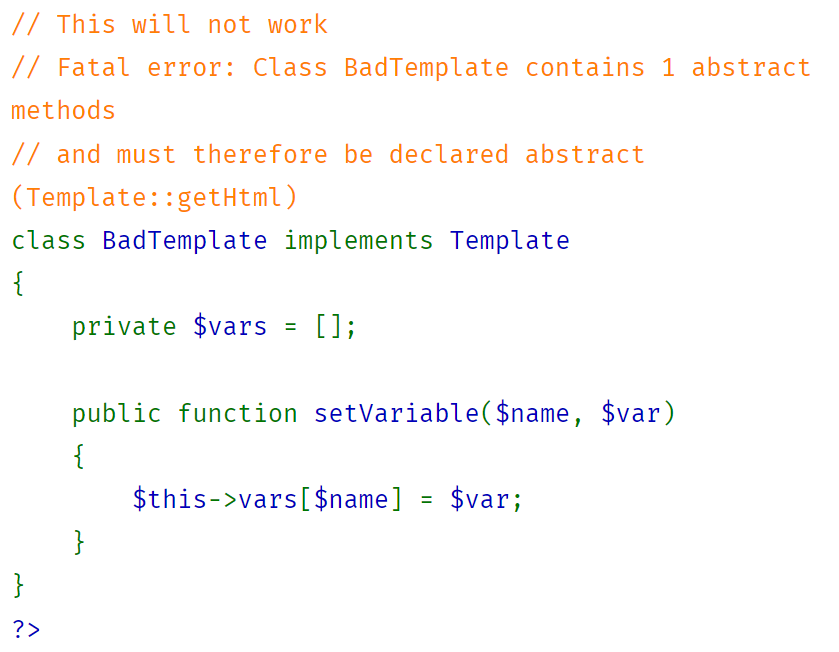 // This will not work
// Fatal error: Class BadTemplate contains 1 abstract
methods
// and must therefore be declared abstract
(Template::getHtml)
class BadTemplate implements Template
{
    private $vars = [];

    public function setVariable($name, $var)
    {
        $this->vars[$name] = $var;
    }
}
?>